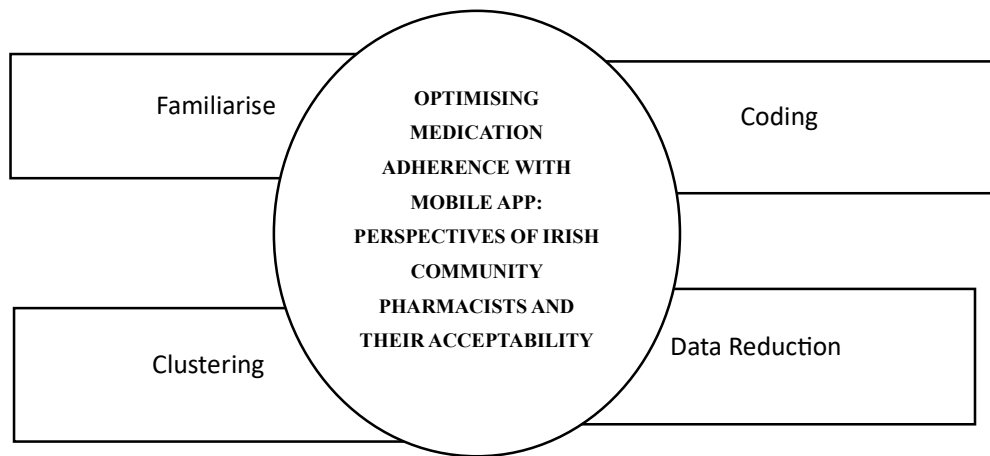 Familiarise
Coding
OPTIMISING
MEDICATION
ADHERENCE WITH
MOBILE APP:
PERSPECTIVES OF IRISH
COMMUNITY
PHARMACISTS AND
THEIR ACCEPTABILITY
Clustering
Data Reduction